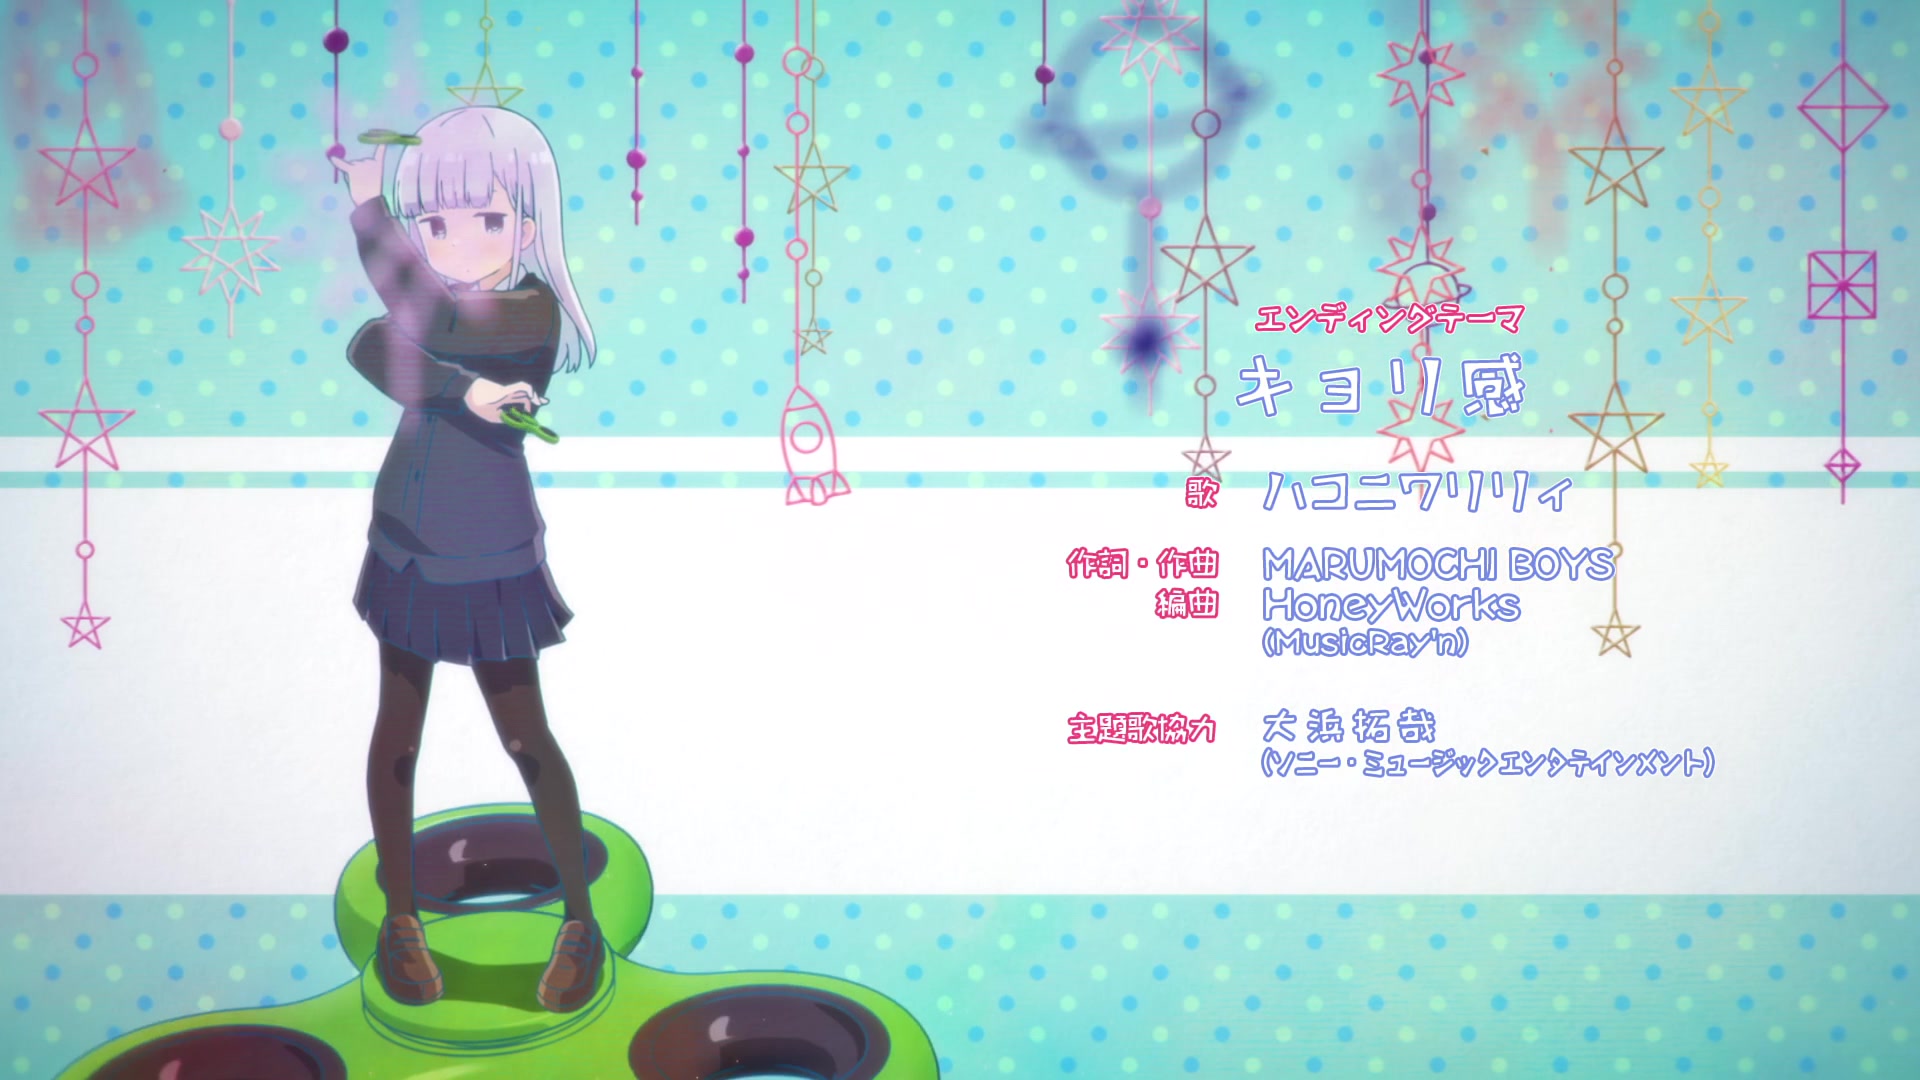 エンディングテーマ
キョリ感
歌 ハコニワリリィ
作詞・作曲 MARUMOCHI BOYS
編曲 HoneyWorks
(MusicRay'n)
主題歌協力 大浜拓哉
(ソニー・ミュージックエンタテインメント)